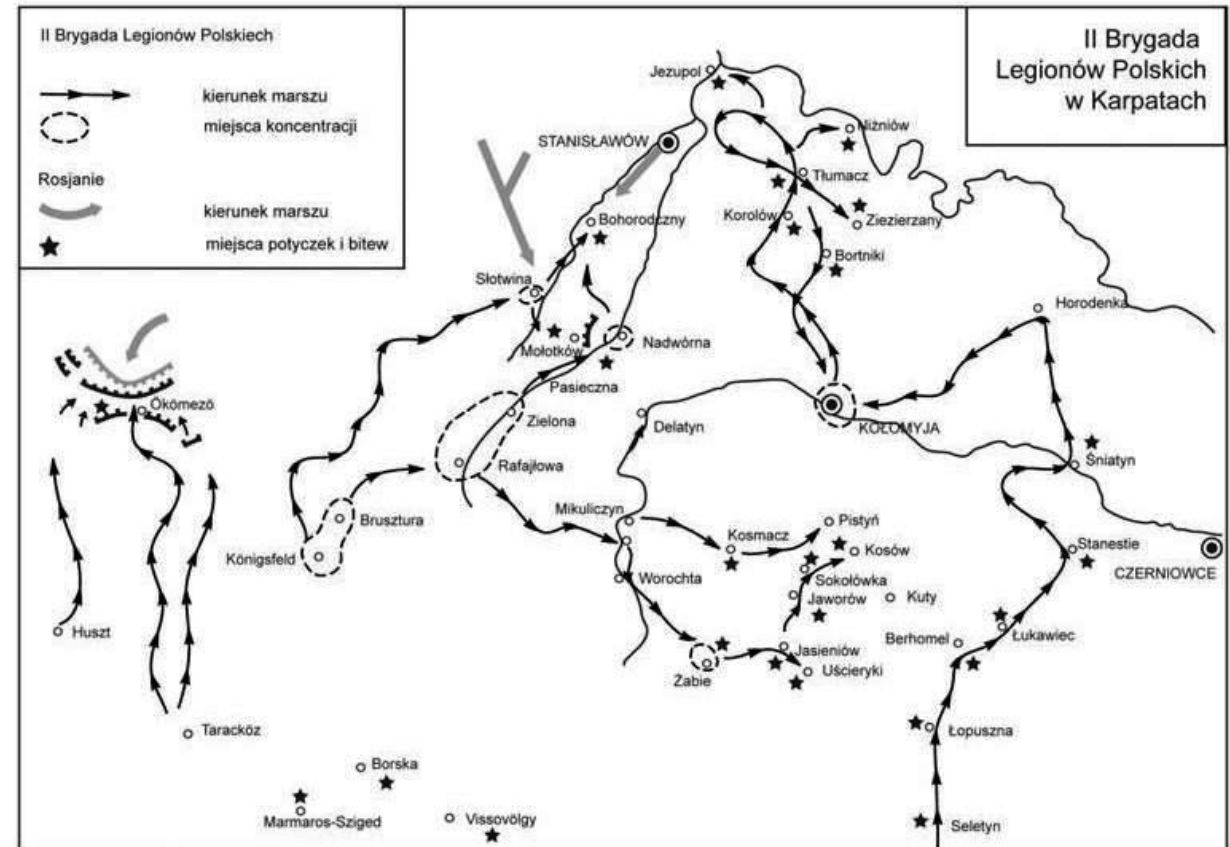 II Brygada Legionów Polskiech
kierunek marszu
miejsca koncentracji
Rosjanie
kierunek marszu
miejsca potyczek i bitew
II Brygada
Legionów Polskich
w Karpatach
Jezupol
STANISŁAWÓW
Niżniów
Tłumacz
Bohorodczny
Korolów
Ziezierzany
Bortniki
Słotwina
Horodenka
Mołotków
Nadwórna
Pasieczna
Ökömezö
Zielona
Delatyn
KOŁOMYJA
Rafajłowa
Śniatyn
Brusztura
Mikuliczyn
Pistyń
Königsfeld
Kosmacz
Kosów
Stanestie
CZERNIOWCE
Worochta
Sokołówka
Jaworów
Kuty
Huszt
Berhomel
Łukawiec
Jasieniów
Żabie
Uścieryki
Taracköz
Łopuszna
Borska
Marmaros-Sziged
Vissovölgy
Seletyn